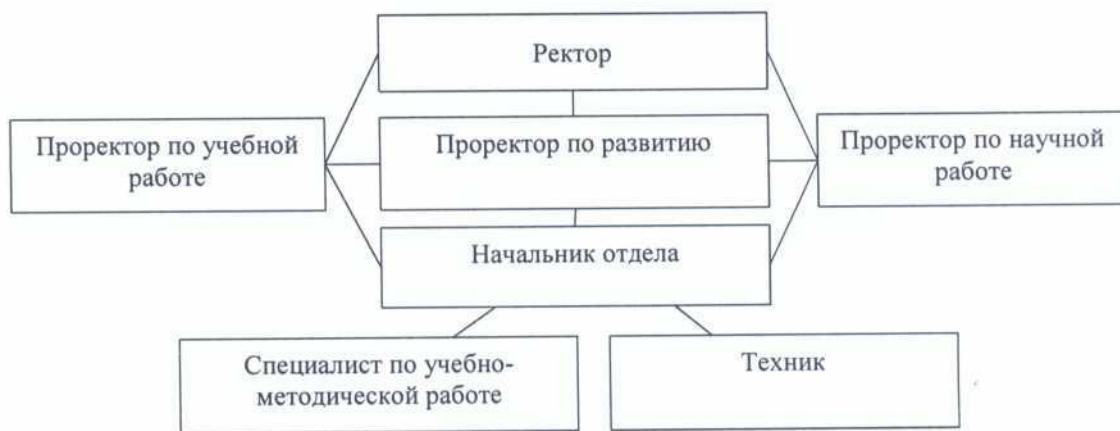 Ректор
Проректор по учебной
работе
Проректор по развитию
Проректор по научной
работе
Начальник отдела
Специалист по учебно-
методической работе
Техник